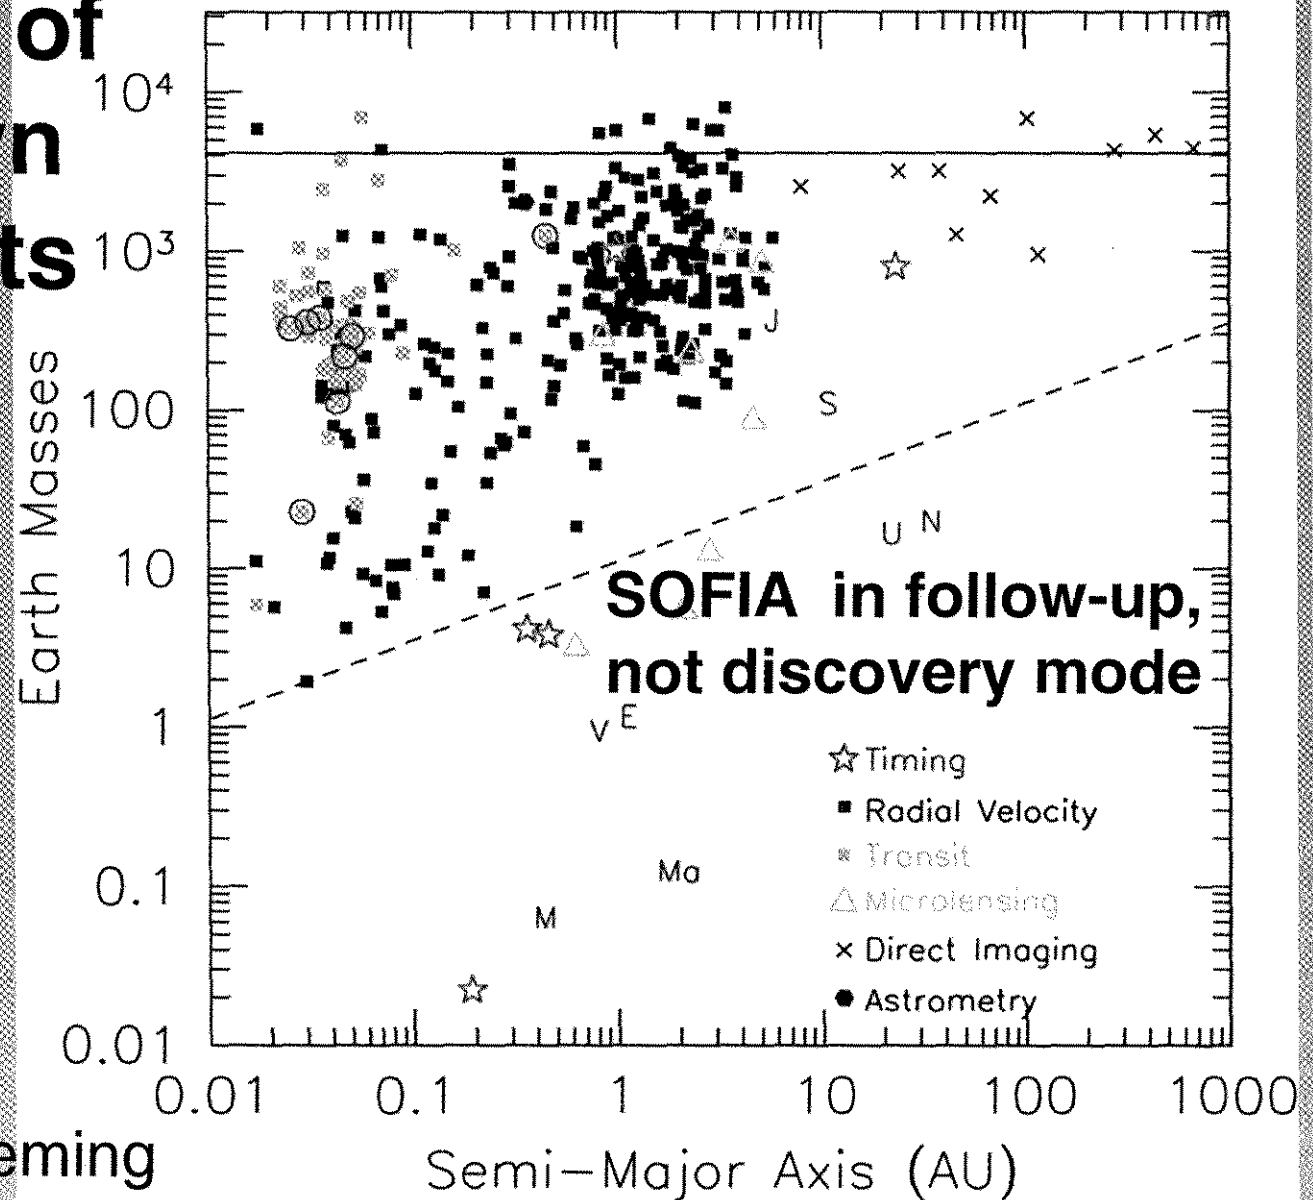 of
10⁴
10³
ts
100
10
1
0.1
0.01
Earth Masses
J
S
U N
SOFIA in follow-up,
not discovery mode
V E
Timing
Radial Velocity
Transit
Microlensing
Ma
M
Direct Imaging
Astrometry
0.01 0.1 1 10 100 1000
Semi-Major Axis (AU)
eming